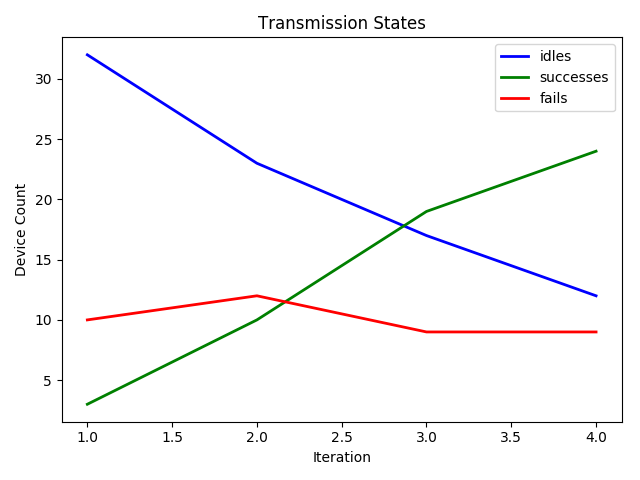 Transmission States
idles
successes
fails
Device Count
30
25
20
15
10
5
1.0 1.5 2.0 2.5 3.0 3.5 4.0
Iteration